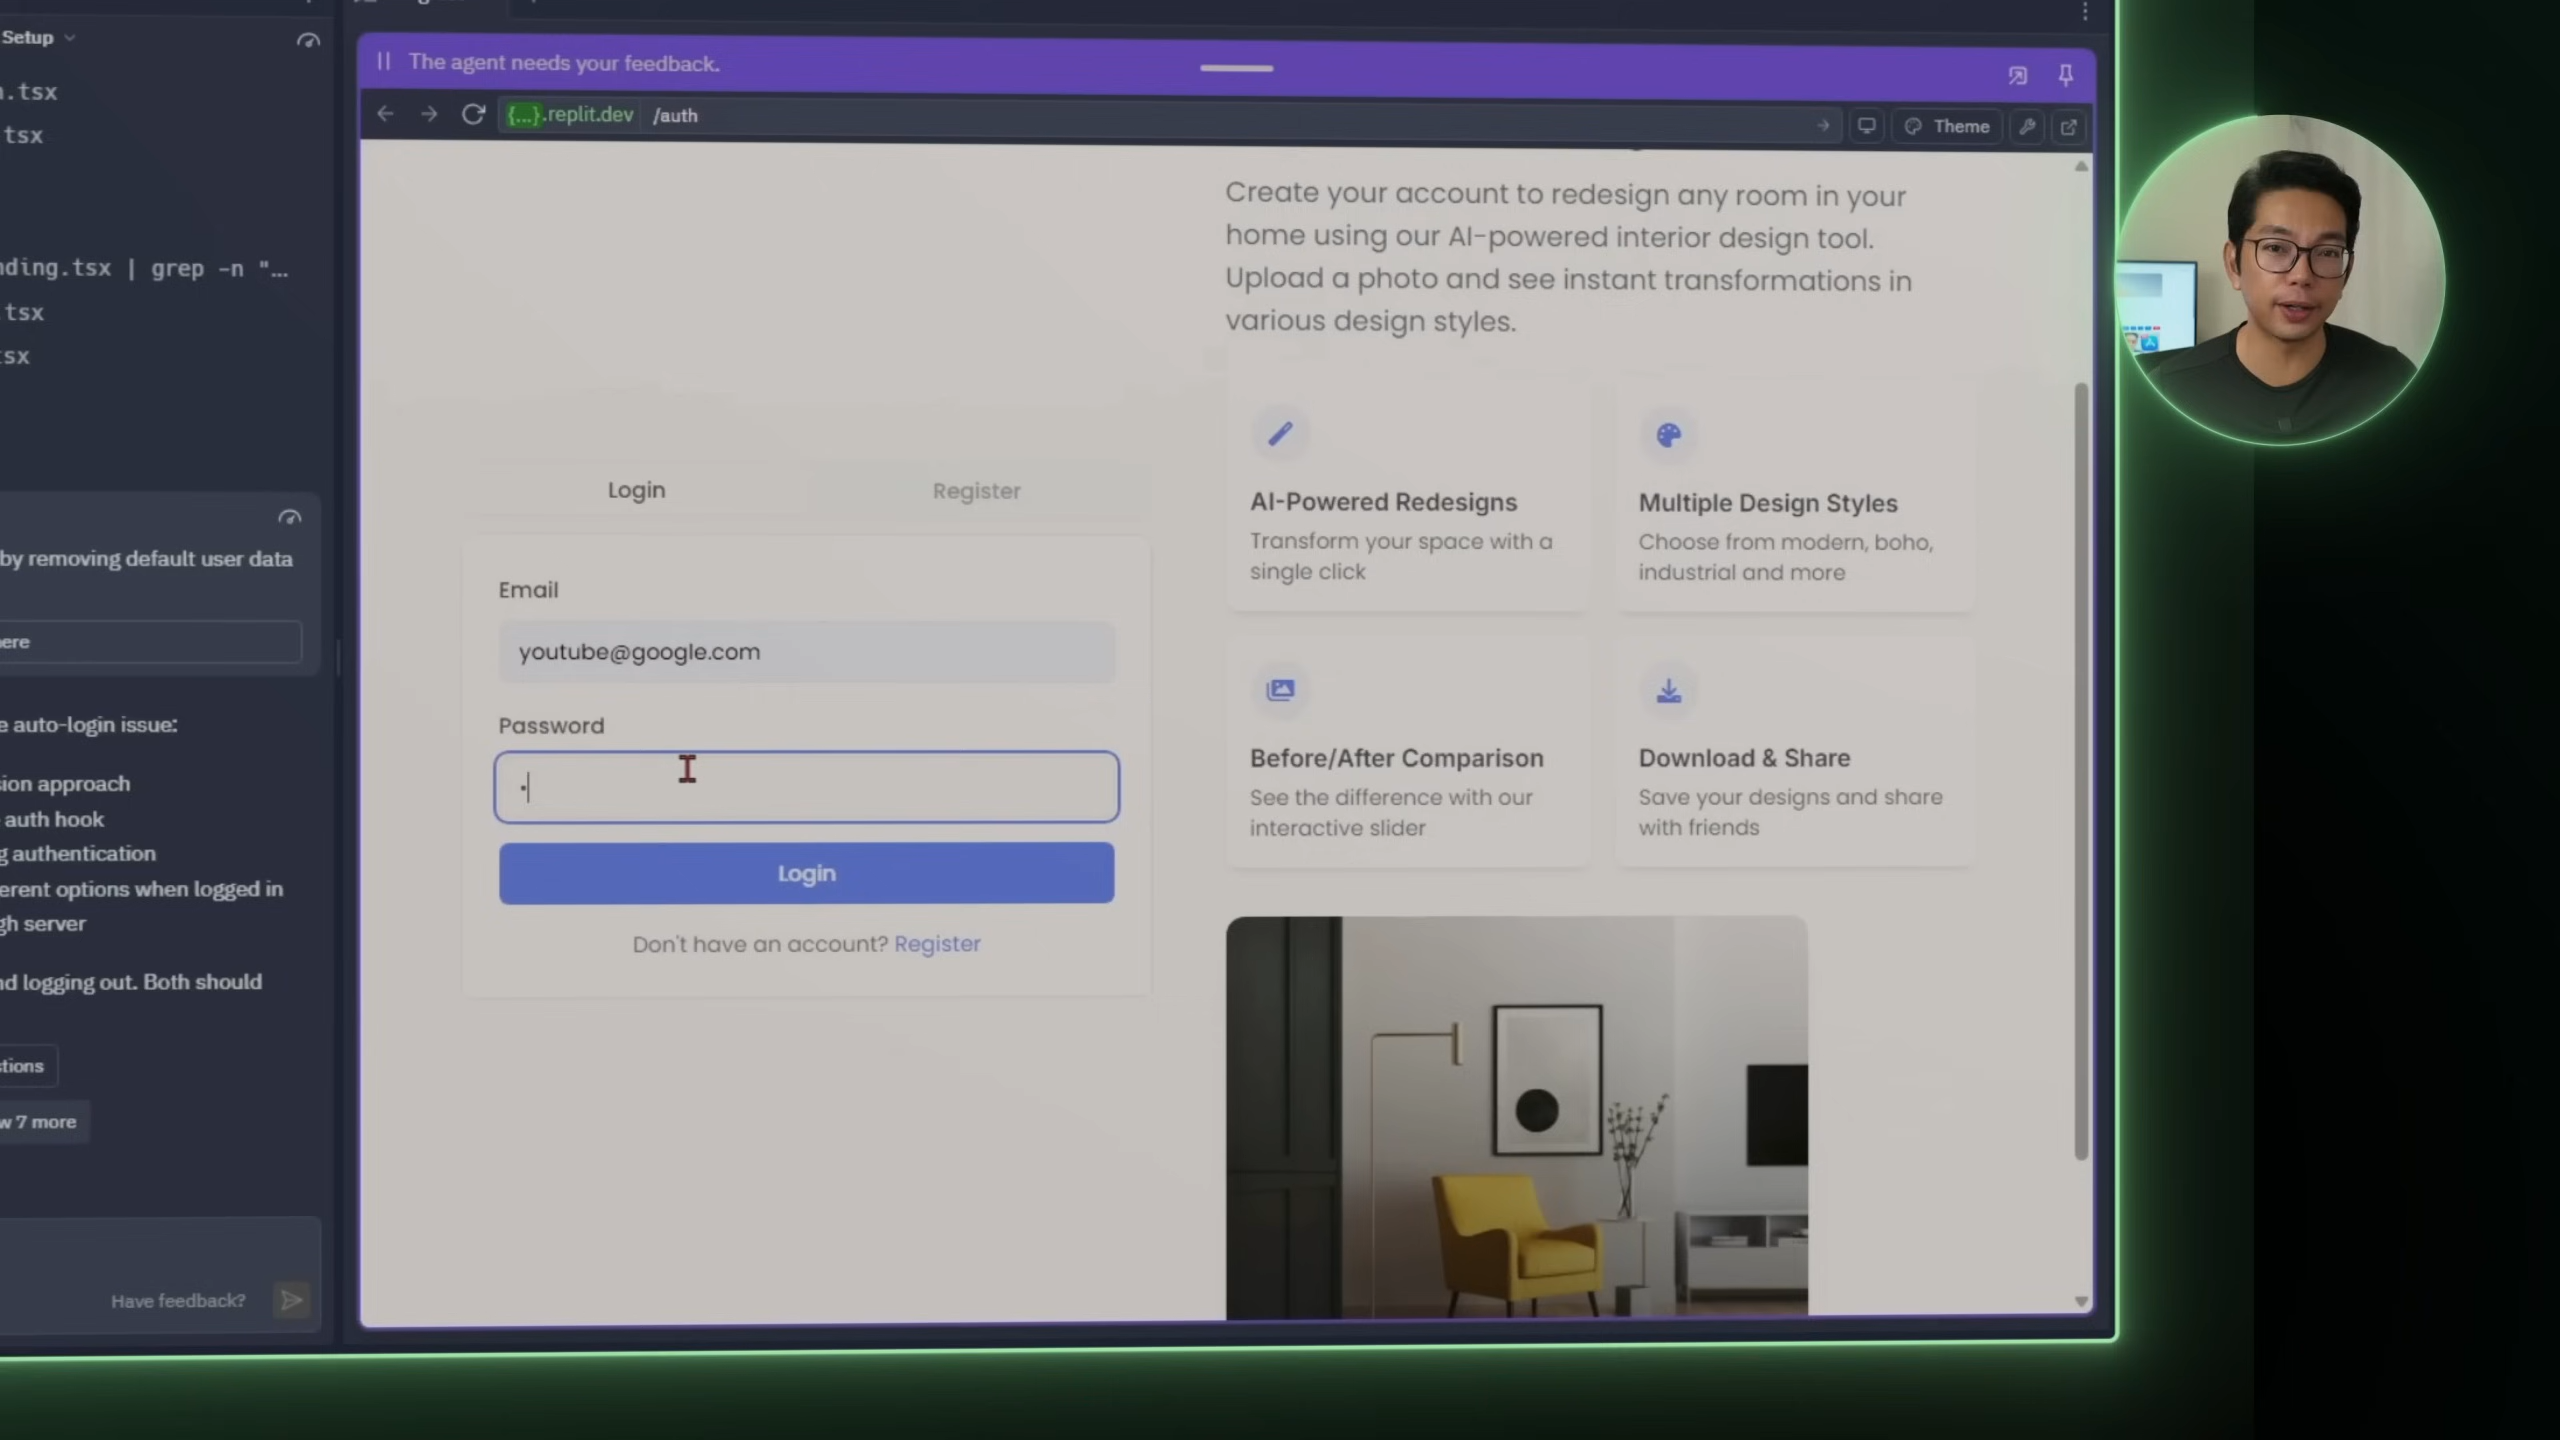 Setup
.tsx
tsx
nding.tsx | grep -n "...
.tsx
tsx
by removing default user data
ere
e auto-login issue:
sion approach
auth hook
g authentication
erent options when logged in
gh server
nd logging out. Both should
tions
w 7 more
Have feedback?
The agent needs your feedback.
{...}.replit.dev /auth
Theme
Create your account to redesign any room in your
home using our AI-powered interior design tool.
Upload a photo and see instant transformations in
various design styles.
Login
Register
Email
youtube@google.com
Password
Login
Don't have an account? Register
AI-Powered Redesigns
Transform your space with a
single click
Multiple Design Styles
Choose from modern, boho,
industrial and more
Before/After Comparison
See the difference with our
interactive slider
Download & Share
Save your designs and share
with friends